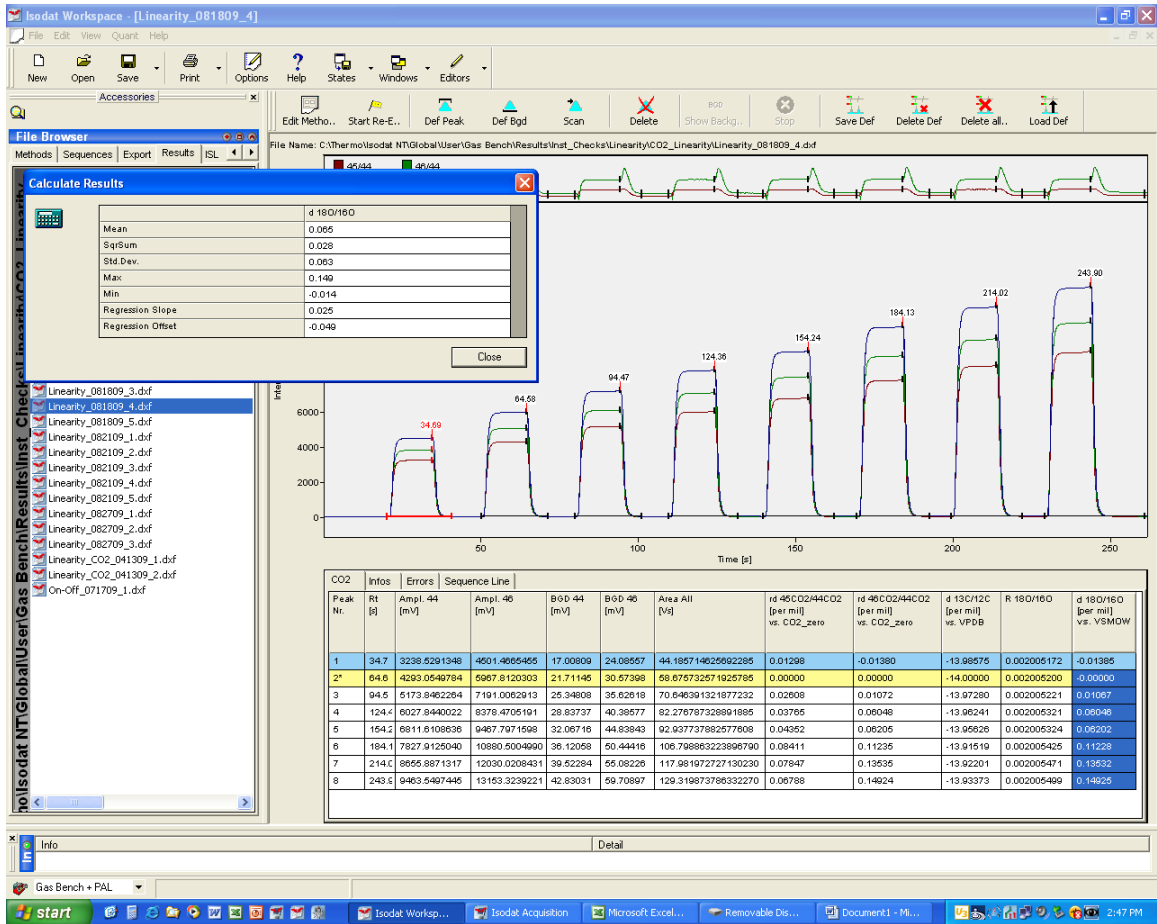 Isodat Workspace - [Linearity_081809_4]
File Edit View Quant Help
New Open Save Print Options Help States Windows Editors
Accessories
Edit Metho.. Start Re-E.. Def Peak Def Bgd Scan Delete Show Backg.. Stop Save Def Delete Def Delete all.. Load Def
File Browser
Methods Sequences Export Results ISL
File Name: C:\Thermo\Isodat NT\Global\User\Gas Bench\Results\Inst_Checks\Linearity\CO2_Linearity\Linearity_081809_4.dxf
45/44 46/44
Calculate Results
d 18O/16O
Mean 0.065
SqrSum 0.028
Std.Dev. 0.063
Max 0.149
Min -0.014
Regression Slope 0.025
Regression Offset -0.049
Close
Linearity_081809_3.dxf
Linearity_081809_4.dxf
Linearity_081809_5.dxf
Linearity_082109_1.dxf
Linearity_082109_2.dxf
Linearity_082109_3.dxf
Linearity_082109_4.dxf
Linearity_082109_5.dxf
Linearity_082709_1.dxf
Linearity_082709_2.dxf
Linearity_082709_3.dxf
Linearity_CO2_041309_1.dxf
Linearity_CO2_041309_2.dxf
On-Off_071709_1.dxf
no\Isodat NT\Global\User\Gas Bench\Results\Inst_Checks\Linearity\CO2_Linearity
34.69 64.58 94.47 124.36 154.24 184.13 214.02 243.90
6000
4000
2000
0
50 100 150 200 250
Time [s]
CO2 Infos Errors Sequence Line
Peak Rt Ampl. 44 Ampl. 46 BGD 44 BGD 46 Area All rd 45CO2/44CO2 rd 46CO2/44CO2 d 13C/12C R 18O/16O d 18O/16O
Nr. [s] [mV] [mV] [mV] [mV] [Vs] [per mil] [per mil] [per mil] [per mil]
vs. CO2_zero vs. CO2_zero vs. VPDB vs. VSMOW
1 34.7 3238.5291348 4501.4665465 17.00809 24.08557 44.185714625692285 0.01298 -0.01380 -13.98575 0.002005172 -0.01385
2* 64.6 4293.0549784 5967.8120303 21.71145 30.57398 58.675732571925785 0.00000 0.00000 -14.00000 0.002005200 -0.00000
3 94.5 5173.8462264 7191.0062913 25.34808 35.62618 70.646391321877232 0.02608 0.01072 -13.97280 0.002005221 0.01067
4 124.4 6027.8440022 8378.4705191 28.83737 40.38577 82.276787328891885 0.03765 0.06048 -13.96241 0.002005321 0.06046
5 154.2 6811.6108636 9467.7971598 32.06716 44.83843 92.937737882577608 0.04352 0.06205 -13.95626 0.002005324 0.06202
6 184.1 7827.9125040 10880.5004990 36.12058 50.44416 106.798863223896790 0.08411 0.11235 -13.91519 0.002005425 0.11228
7 214.0 8655.8871317 12030.0208431 39.52284 55.08226 117.981972727130230 0.07847 0.13535 -13.92201 0.002005471 0.13532
8 243.9 9463.5497445 13153.3239221 42.83031 59.70897 129.319873786332270 0.06788 0.14924 -13.93373 0.002005499 0.14925
Info Detail
Gas Bench + PAL
start Isodat Worksp... Isodat Acquisition Microsoft Excel... Removable Dis... Document1 - Mi... 2:47 PM